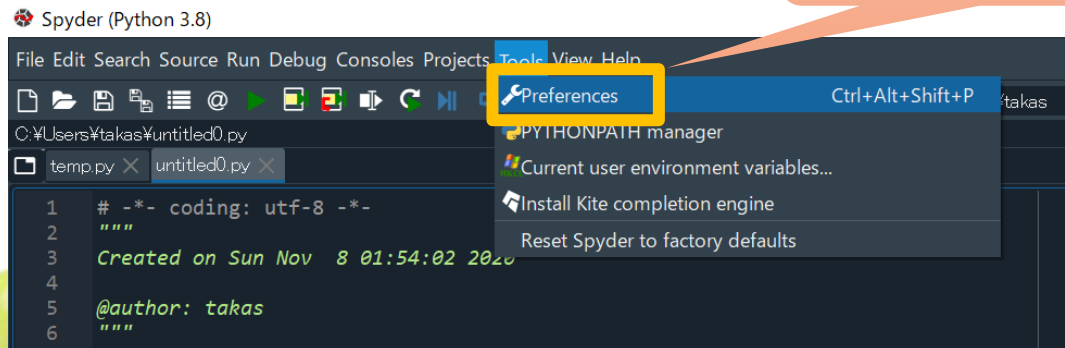 Spyder (Python 3.8)
File Edit Search Source Run Debug Consoles Projects Tools View Help
Preferences Ctrl+Alt+Shift+P
¥takas
C:¥Users¥takas¥untitled0.py
PYTHONPATH manager
temp.py untitled0.py
Current user environment variables...
1 # -*- coding: utf-8 -*-
Install Kite completion engine
2 """
Reset Spyder to factory defaults
3 Created on Sun Nov 8 01:54:02 2020
4
5 @author: takas
6 """